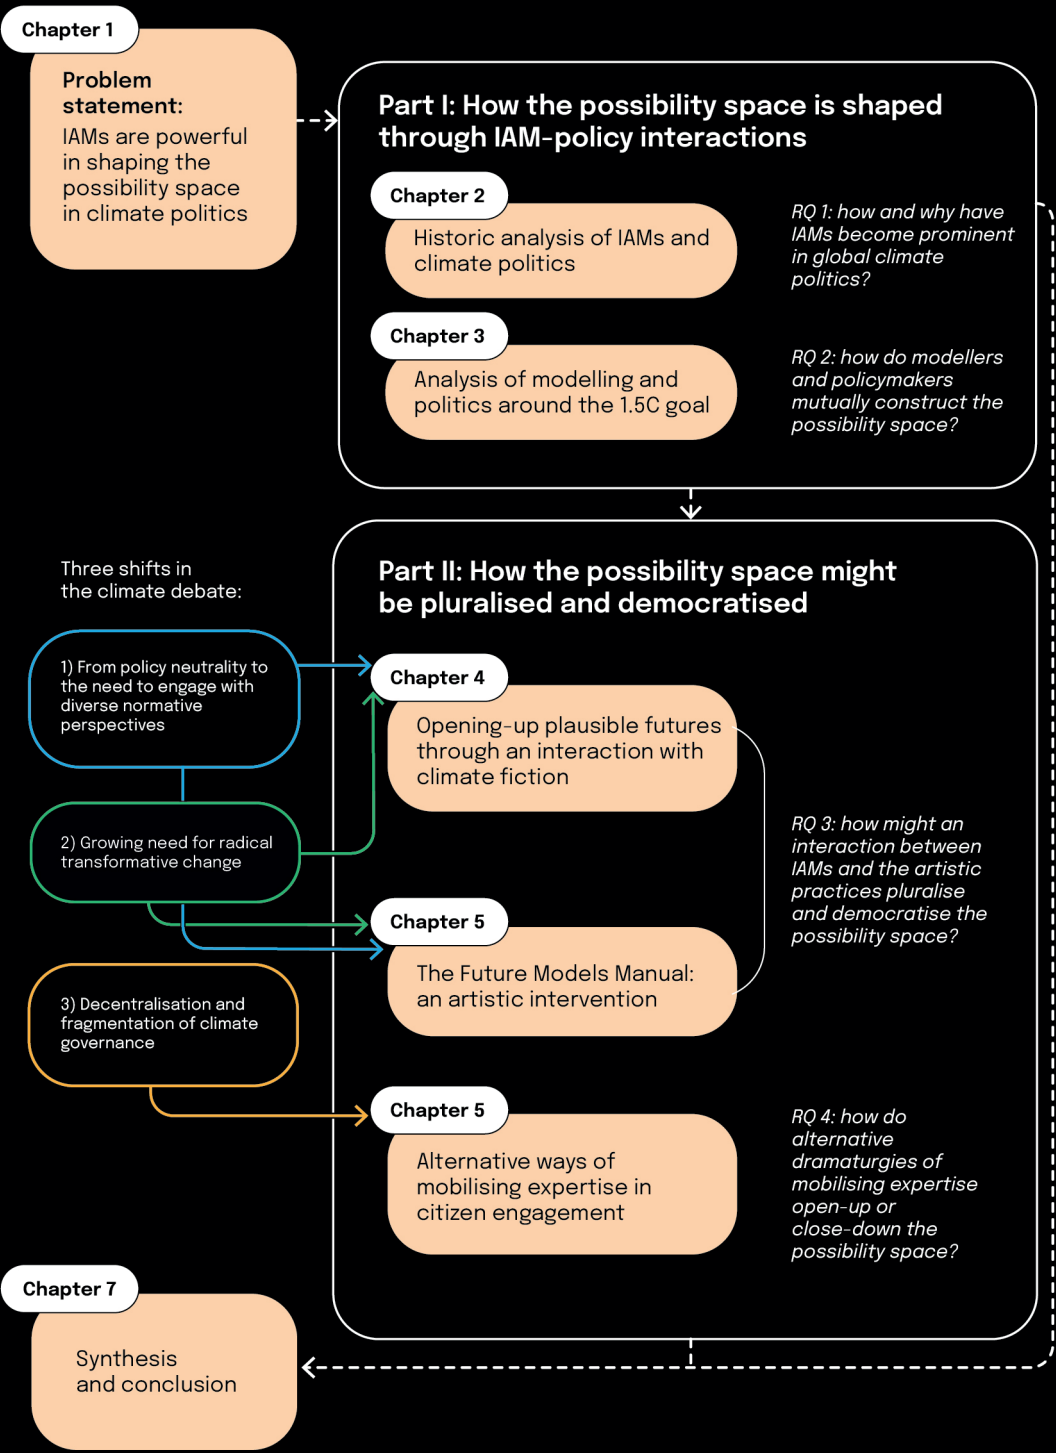 Chapter 1
Problem
statement:
IAMs are powerful
in shaping the
possibility space
in climate politics
Part I: How the possibility space is shaped
through IAM-policy interactions
Chapter 2
Historic analysis of IAMs and
climate politics
RQ 1: how and why have
IAMs become prominent
in global climate
politics?
Chapter 3
Analysis of modelling and
politics around the 1.5C goal
RQ 2: how do modellers
and policymakers
mutually construct the
possibility space?
Three shifts in
the climate debate:
1) From policy neutrality to
the need to engage with
diverse normative
perspectives
2) Growing need for radical
transformative change
3) Decentralisation and
fragmentation of climate
governance
Part II: How the possibility space might
be pluralised and democratised
Chapter 4
Opening-up plausible futures
through an interaction with
climate fiction
RQ 3: how might an
interaction between
IAMs and the artistic
practices pluralise
and democratise the
possibility space?
Chapter 5
The Future Models Manual:
an artistic intervention
Chapter 5
Alternative ways of
mobilising expertise in
citizen engagement
RQ 4: how do
alternative
dramaturgies of
mobilising expertise
open-up or
close-down the
possibility space?
Chapter 7
Synthesis
and conclusion